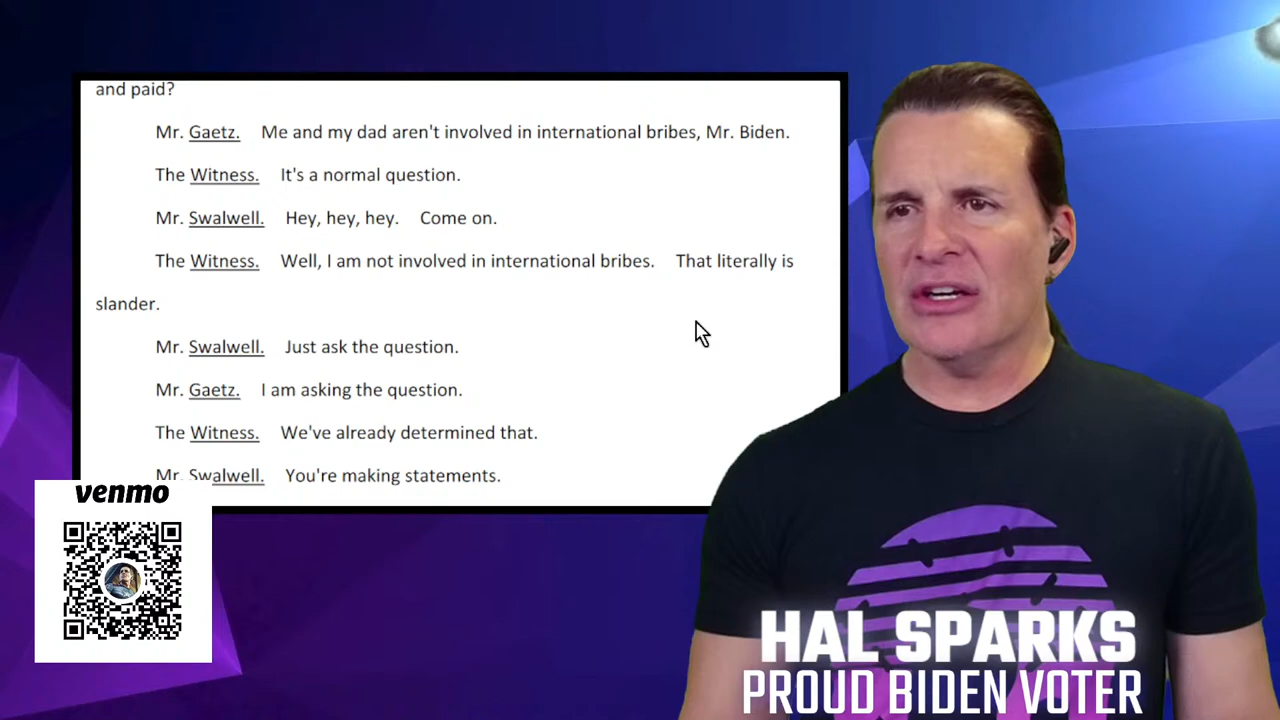 and paid?
Mr. Gaetz. Me and my dad aren't involved in international bribes, Mr. Biden.
The Witness. It's a normal question.
Mr. Swalwell. Hey, hey, hey. Come on.
The Witness. Well, I am not involved in international bribes. That literally is
slander.
Mr. Swalwell. Just ask the question.
Mr. Gaetz. I am asking the question.
The Witness. We've already determined that.
Mr. Swalwell. You're making statements.
venmo
HAL SPARKS
PROUD BIDEN VOTER